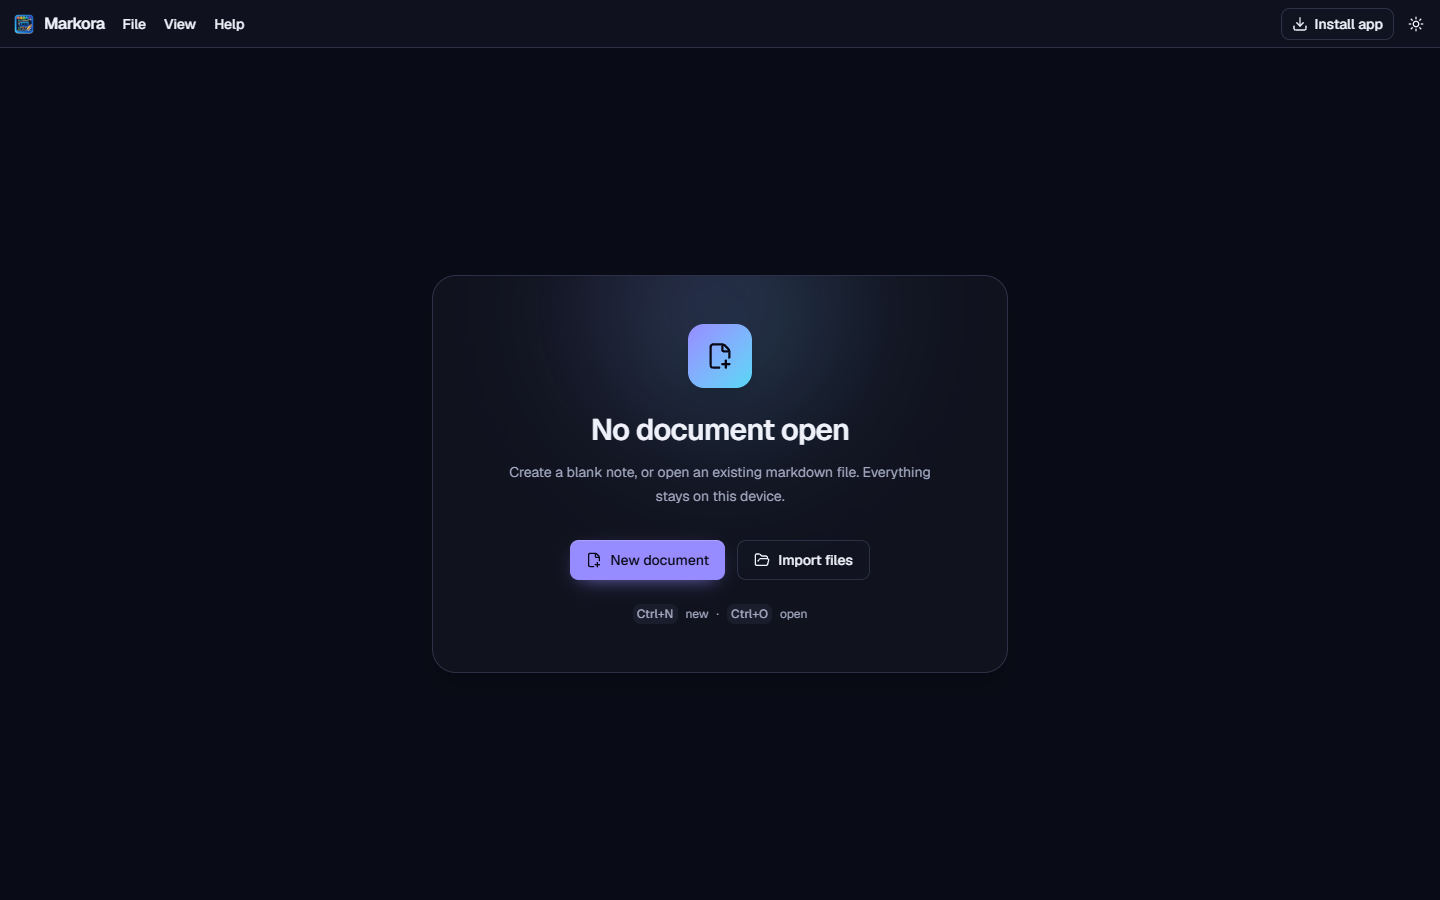 Markora File View Help Install app
No document open
Create a blank note, or open an existing markdown file. Everything
stays on this device.
New document Import files
Ctrl+N new · Ctrl+O open